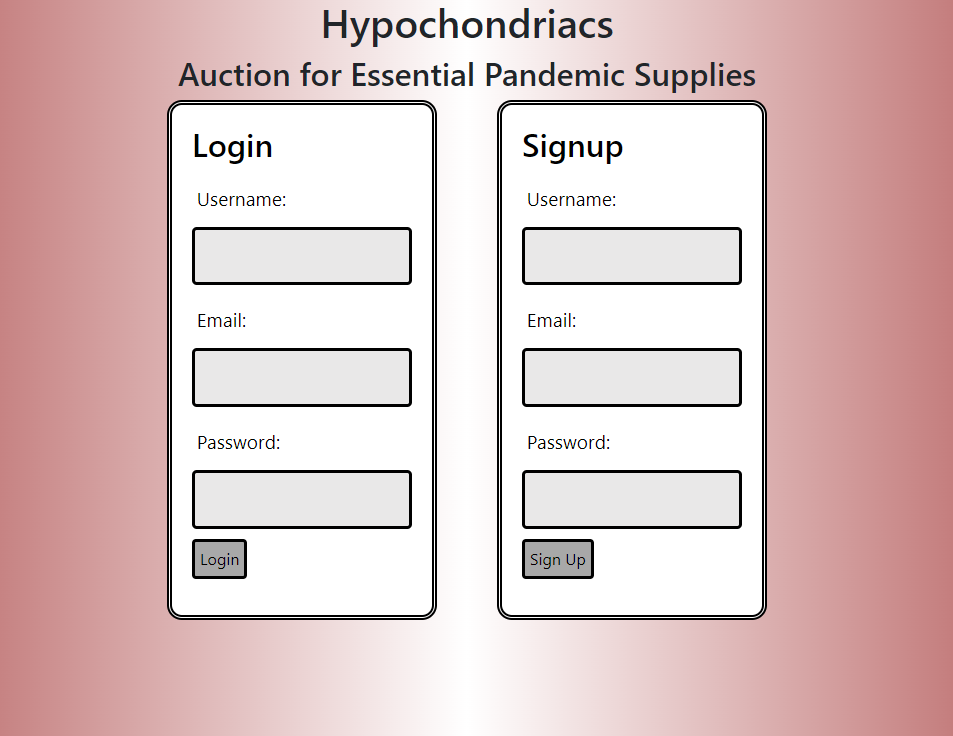 Hypochondriacs
Auction for Essential Pandemic Supplies
Login
Username:
Email:
Password:
Login
Signup
Username:
Email:
Password:
Sign Up